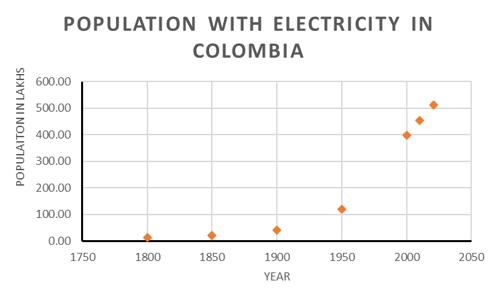 POPULATION WITH ELECTRICITY IN
COLOMBIA
POPULAITON IN LAKHS
600.00
500.00
400.00
300.00
200.00
100.00
0.00
1750 1800 1850 1900 1950 2000 2050
YEAR